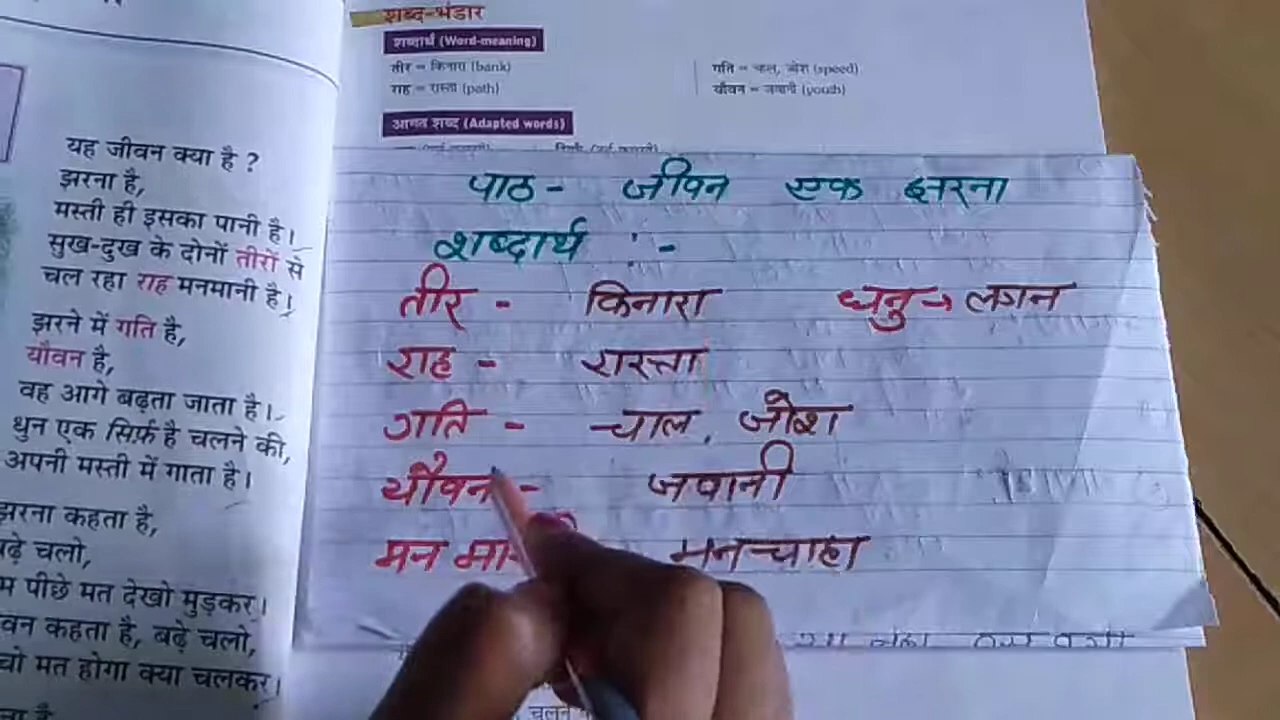 यह जीवन क्या है ?
झरना है,
मस्ती ही इसका पानी है।
सुख-दुख के दोनों तीरों से
चल रहा राह मनमानी है।
झरने में गति है,
यौवन है,
वह आगे बढ़ता जाता है।
धुन एक सिर्फ़ है चलने की,
अपनी मस्ती में गाता है।
झरना कहता है,
बढ़े चलो,
पीछे मत देखो मुड़कर।
कहता है, बढ़े चलो,
मत होगा क्या चलकर।
शब्द-भंडार
शब्दार्थ (Word-meaning)
तीर = किनारा (bank)
राह = रास्ता (path)
गति = चाल, जोश (speed)
यौवन = जवानी (youth)
आगत शब्द (Adapted words)
पाठ - जीवन एक झरना
शब्दार्थ :-
तीर - किनारा धनु → लगन
राह - रास्ता
गति - चाल, जोश
यौवन - जवानी
मन मनचाहा